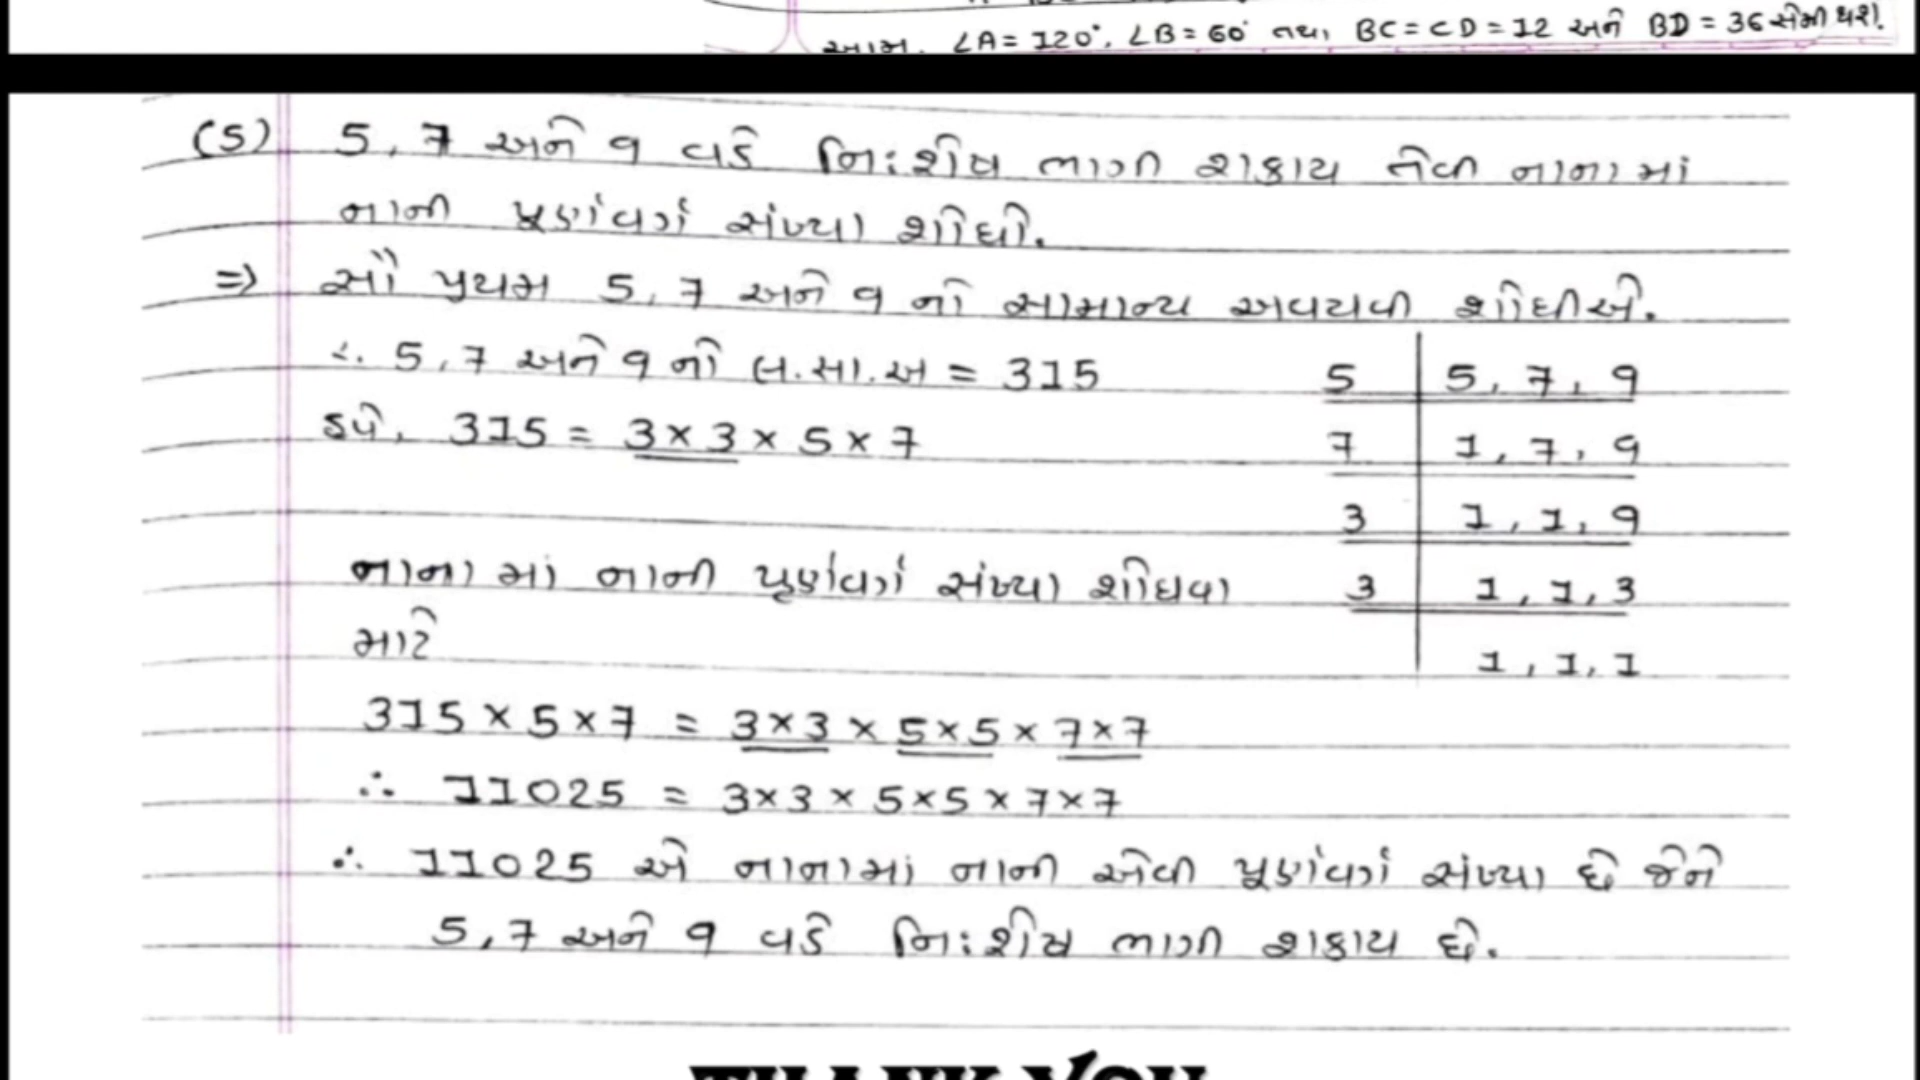 આમ, ∠A = 120°, ∠B = 60° તથા BC = CD = 12 અને BD = 36 સેમી થશે.
(5) 5, 7 અને 9 વડે નિ:શેષ ભાગી શકાય તેવી નાનામાં
નાની પૂર્ણવર્ગ સંખ્યા શોધો.
⇒ સૌ પ્રથમ 5, 7 અને 9 નો સામાન્ય અવયવી શોધીએ.
∴ 5, 7 અને 9 નો લ.સા.અ = 315
હવે, 315 = 3 × 3 × 5 × 7
5 | 5, 7, 9
7 | 1, 7, 9
3 | 1, 1, 9
3 | 1, 1, 3
1, 1, 1
નાનામાં નાની પૂર્ણવર્ગ સંખ્યા શોધવા
માટે
315 × 5 × 7 = 3 × 3 × 5 × 5 × 7 × 7
∴ 11025 = 3 × 3 × 5 × 5 × 7 × 7
∴ 11025 એ નાનામાં નાની એવી પૂર્ણવર્ગ સંખ્યા છે જેને
5, 7 અને 9 વડે નિ:શેષ ભાગી શકાય છે.
THANK YOU